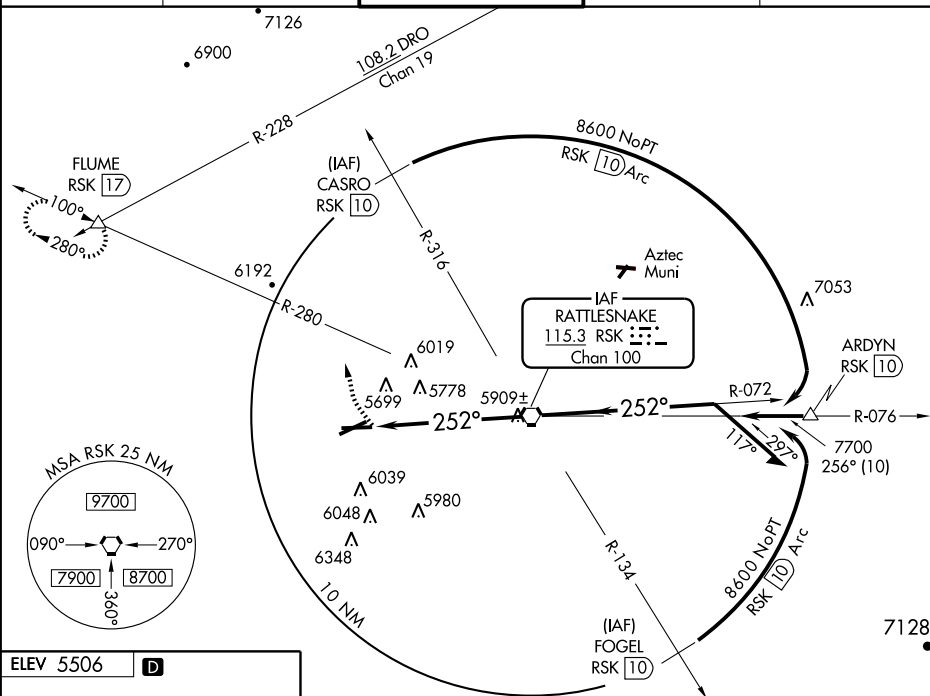 7126
6900
108.2 DRO
Chan 19
R-228
8600 NoPT
RSK 10 Arc
FLUME
RSK 17
(IAF)
CASRO
RSK 10
100°
280°
R-316
Aztec
Muni
6192
R-280
IAF
RATTLESNAKE
115.3 RSK
Chan 100
7053
ARDYN
RSK 10
6019
5699
5778
5909±
252°
252°
R-072
R-076
117°
297°
7700
256° (10)
MSA RSK 25 NM
9700
090°
270°
7900
8700
360°
6039
6048
5980
6348
10 NM
R-134
8600 NoPT
RSK 10 Arc
(IAF)
FOGEL
RSK 10
7128
ELEV 5506 D